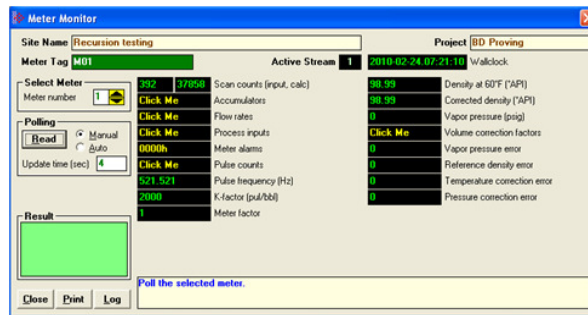 Meter Monitor
Site Name Recursion testing Project BD Proving
Meter Tag M01 Active Stream 1 2010-02-24.07:21:10 Wallclock
Select Meter
Meter number 1
Polling
Read Manual
Auto
Update time (sec) 4
Result
392 37858 Scan counts (input, calc)
Click Me Accumulators
Click Me Flow rates
Click Me Process inputs
0000h Meter alarms
Click Me Pulse counts
521.521 Pulse frequency (Hz)
2000 K-factor (pul/bbl)
1 Meter factor
98.99 Density at 60°F (°API)
98.99 Corrected density (°API)
0 Vapor pressure (psig)
Click Me Volume correction factors
0 Vapor pressure error
0 Reference density error
0 Temperature correction error
0 Pressure correction error
Close Print Log
Poll the selected meter.